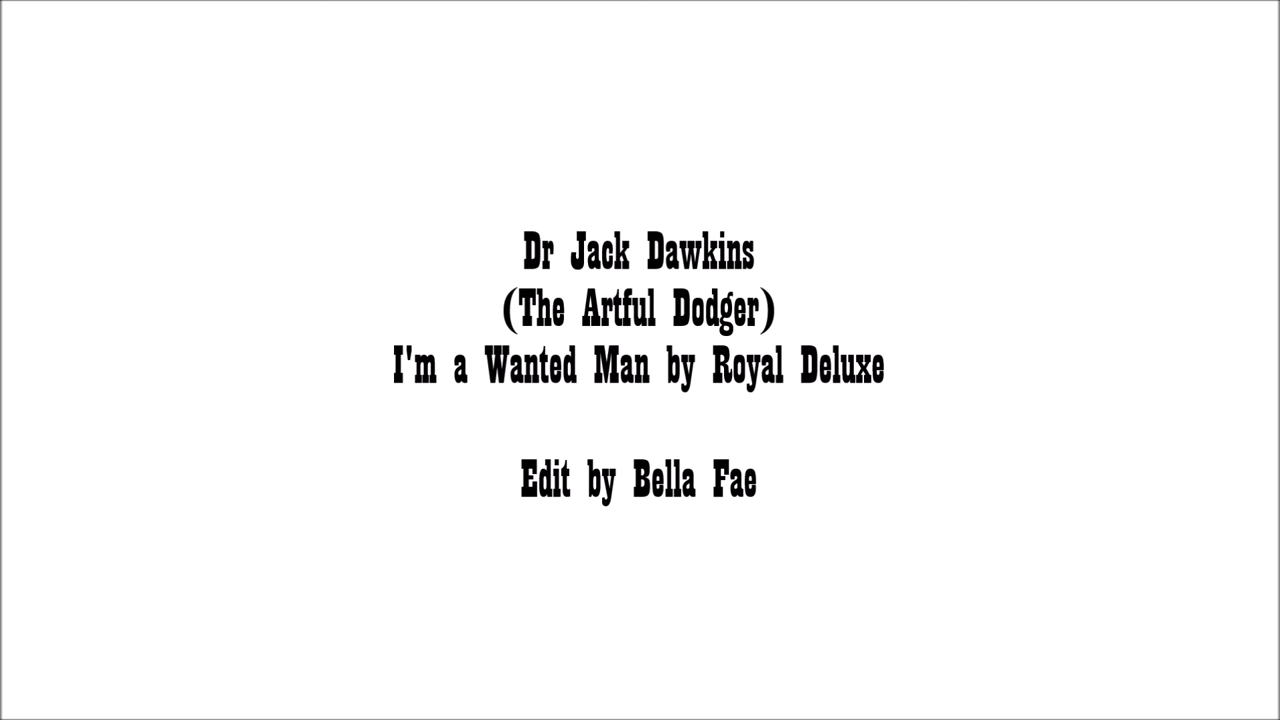 Dr Jack Dawkins
(The Artful Dodger)
I'm a Wanted Man by Royal Deluxe
Edit by Bella Fae